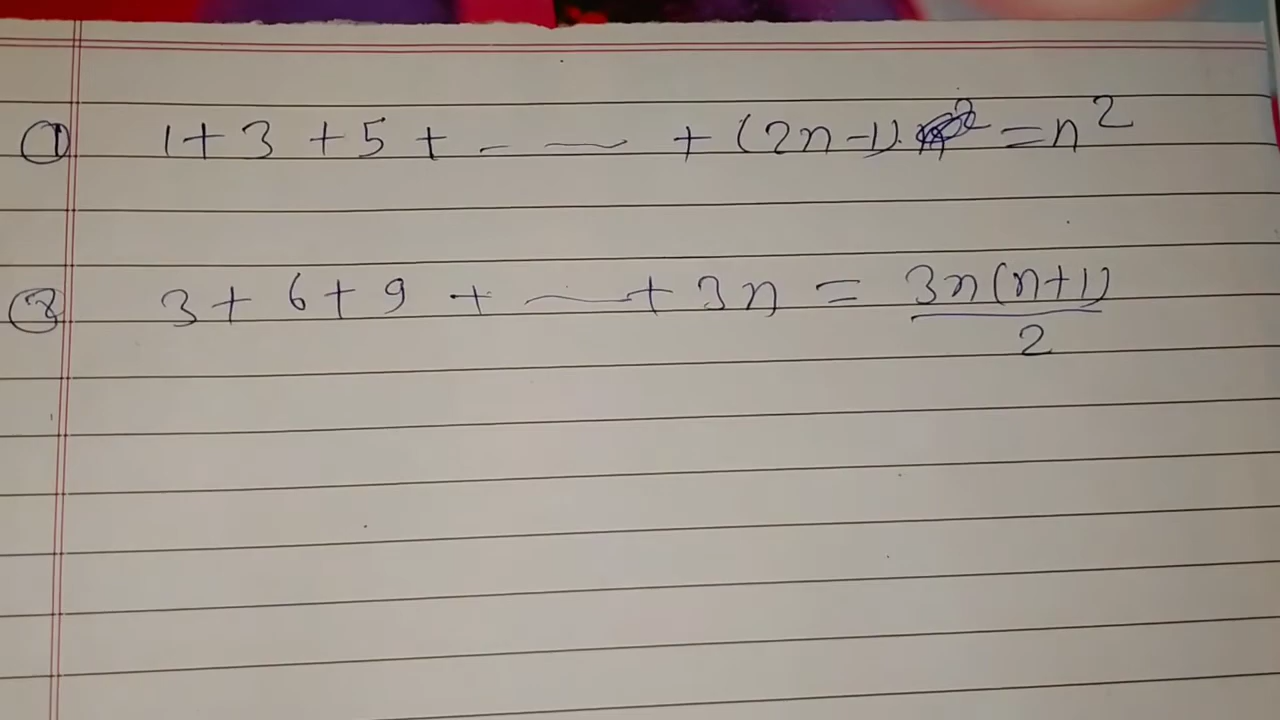 ① 1 + 3 + 5 + - — + (2n-1). = n²
② 3 + 6 + 9 + — + 3n = 3n(n+1)
2